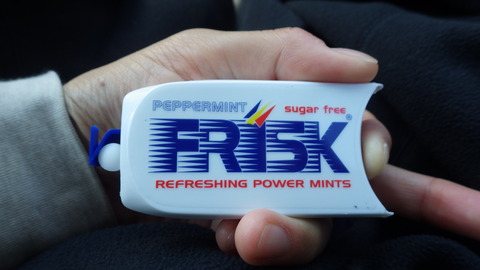 PEPPERMINT sugar free
FRISK®
REFRESHING POWER MINTS